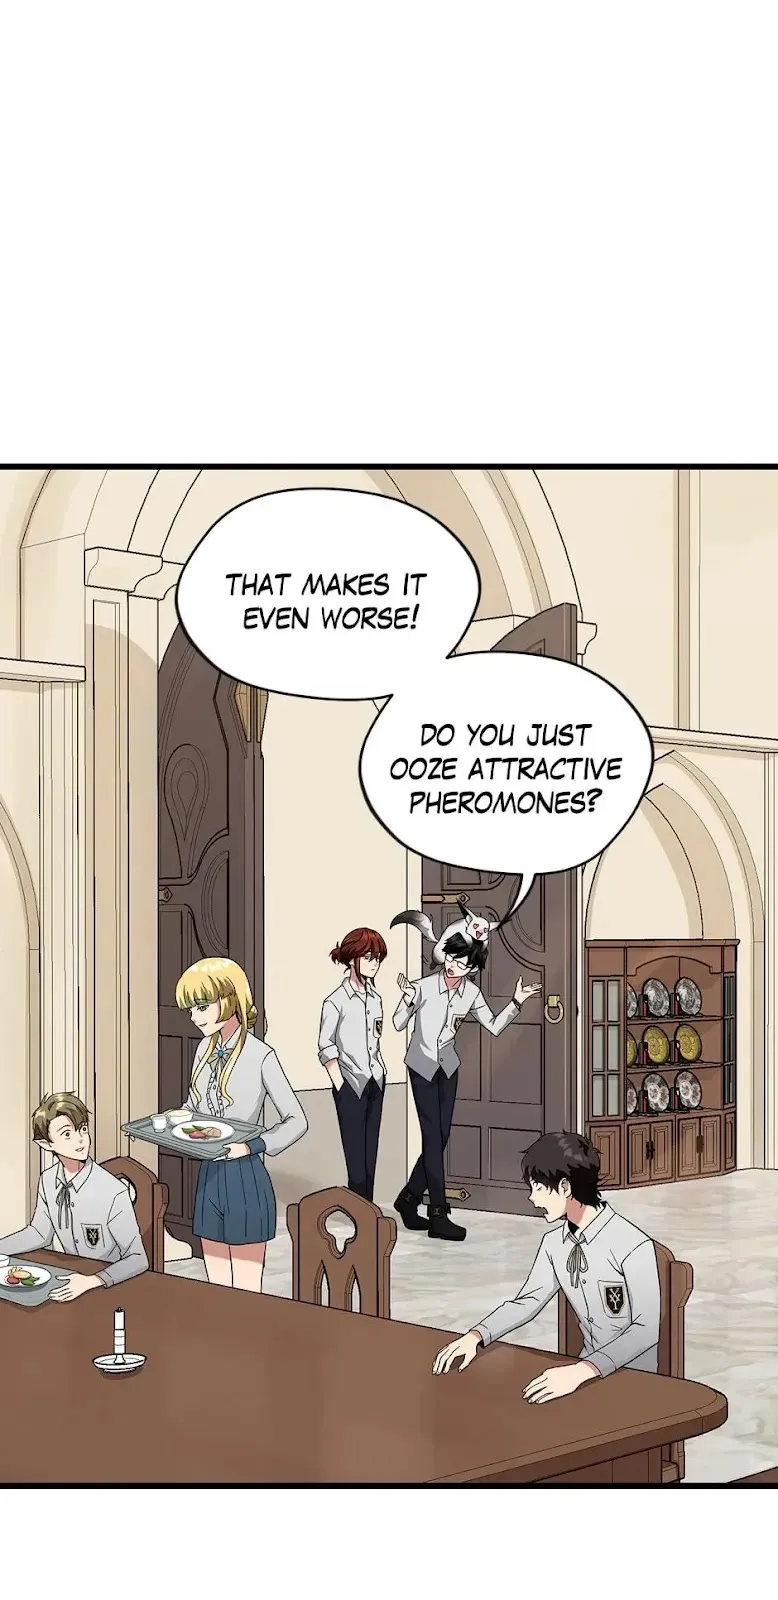 THAT MAKES IT
EVEN WORSE!
DO YOU JUST
OOZE ATTRACTIVE
PHEROMONES?